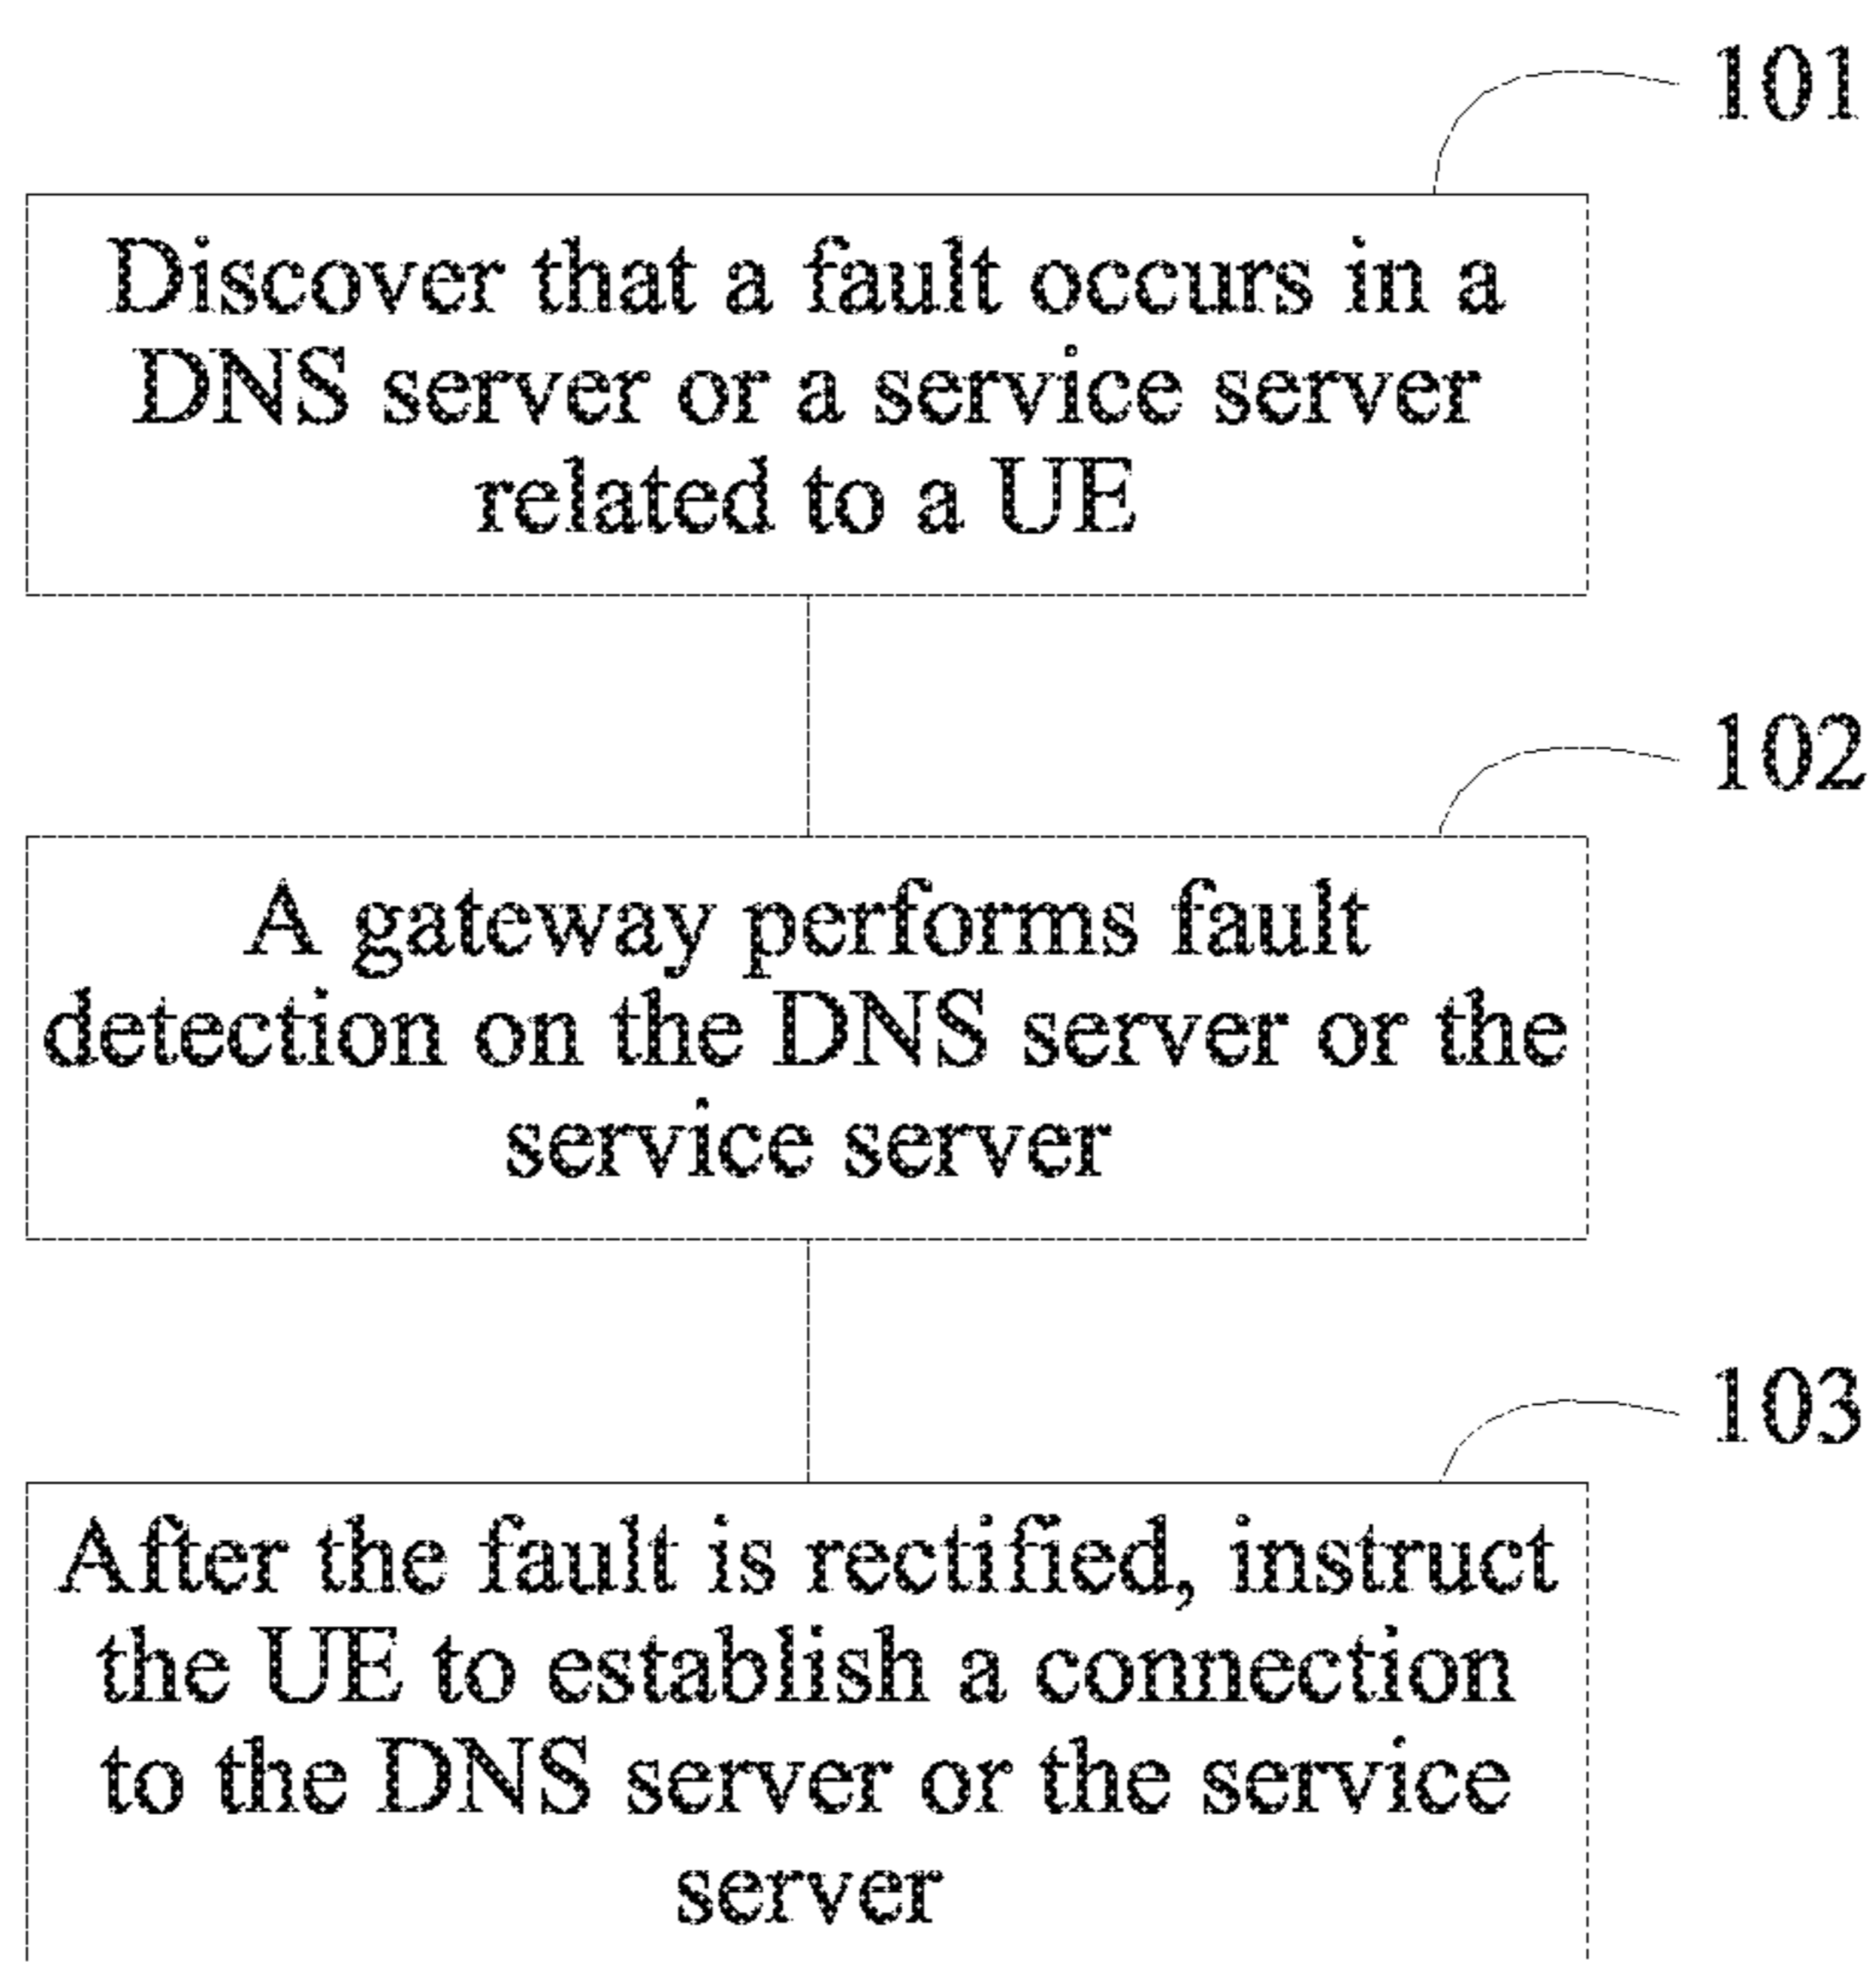 101
Discover that a fault occurs in a
DNS server or a service server
related to a UE
102
A gateway performs fault
detection on the DNS server or the
service server
103
After the fault is rectified, instruct
the UE to establish a connection
to the DNS server or the service
server